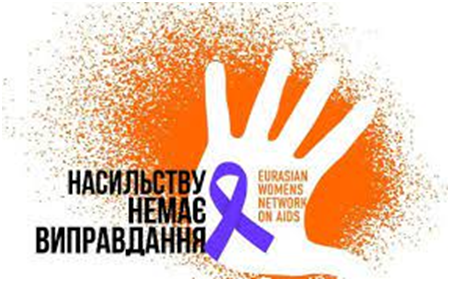 НАСИЛЬСТВУ
НЕМАЄ
ВИПРАВДАННЯ
EURASIAN
WOMENS
NETWORK
ON AIDS